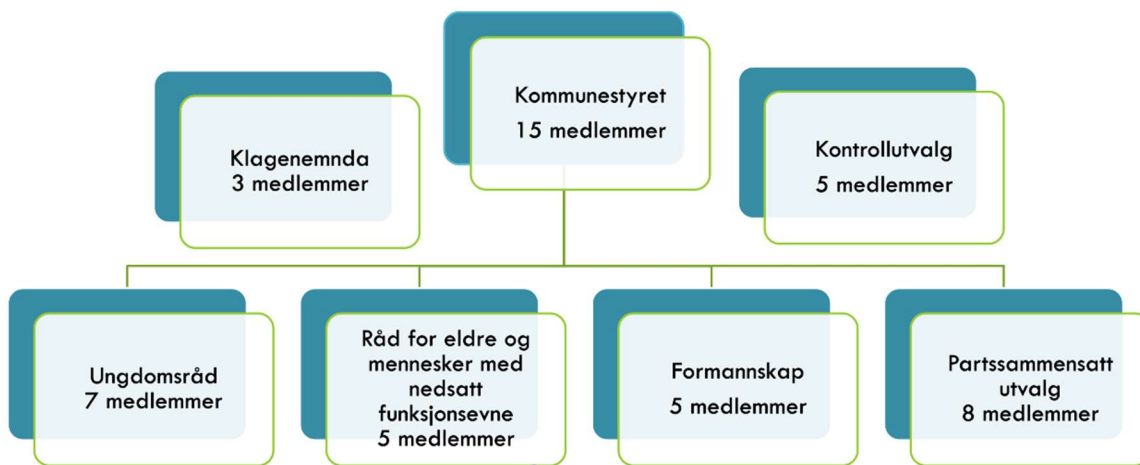 Kommunestyret
15 medlemmer
Klagenemnda
3 medlemmer
Kontrollutvalg
5 medlemmer
Ungdomsråd
7 medlemmer
Råd for eldre og
mennesker med
nedsatt
funksjonsevne
5 medlemmer
Formannskap
5 medlemmer
Partssammensatt
utvalg
8 medlemmer